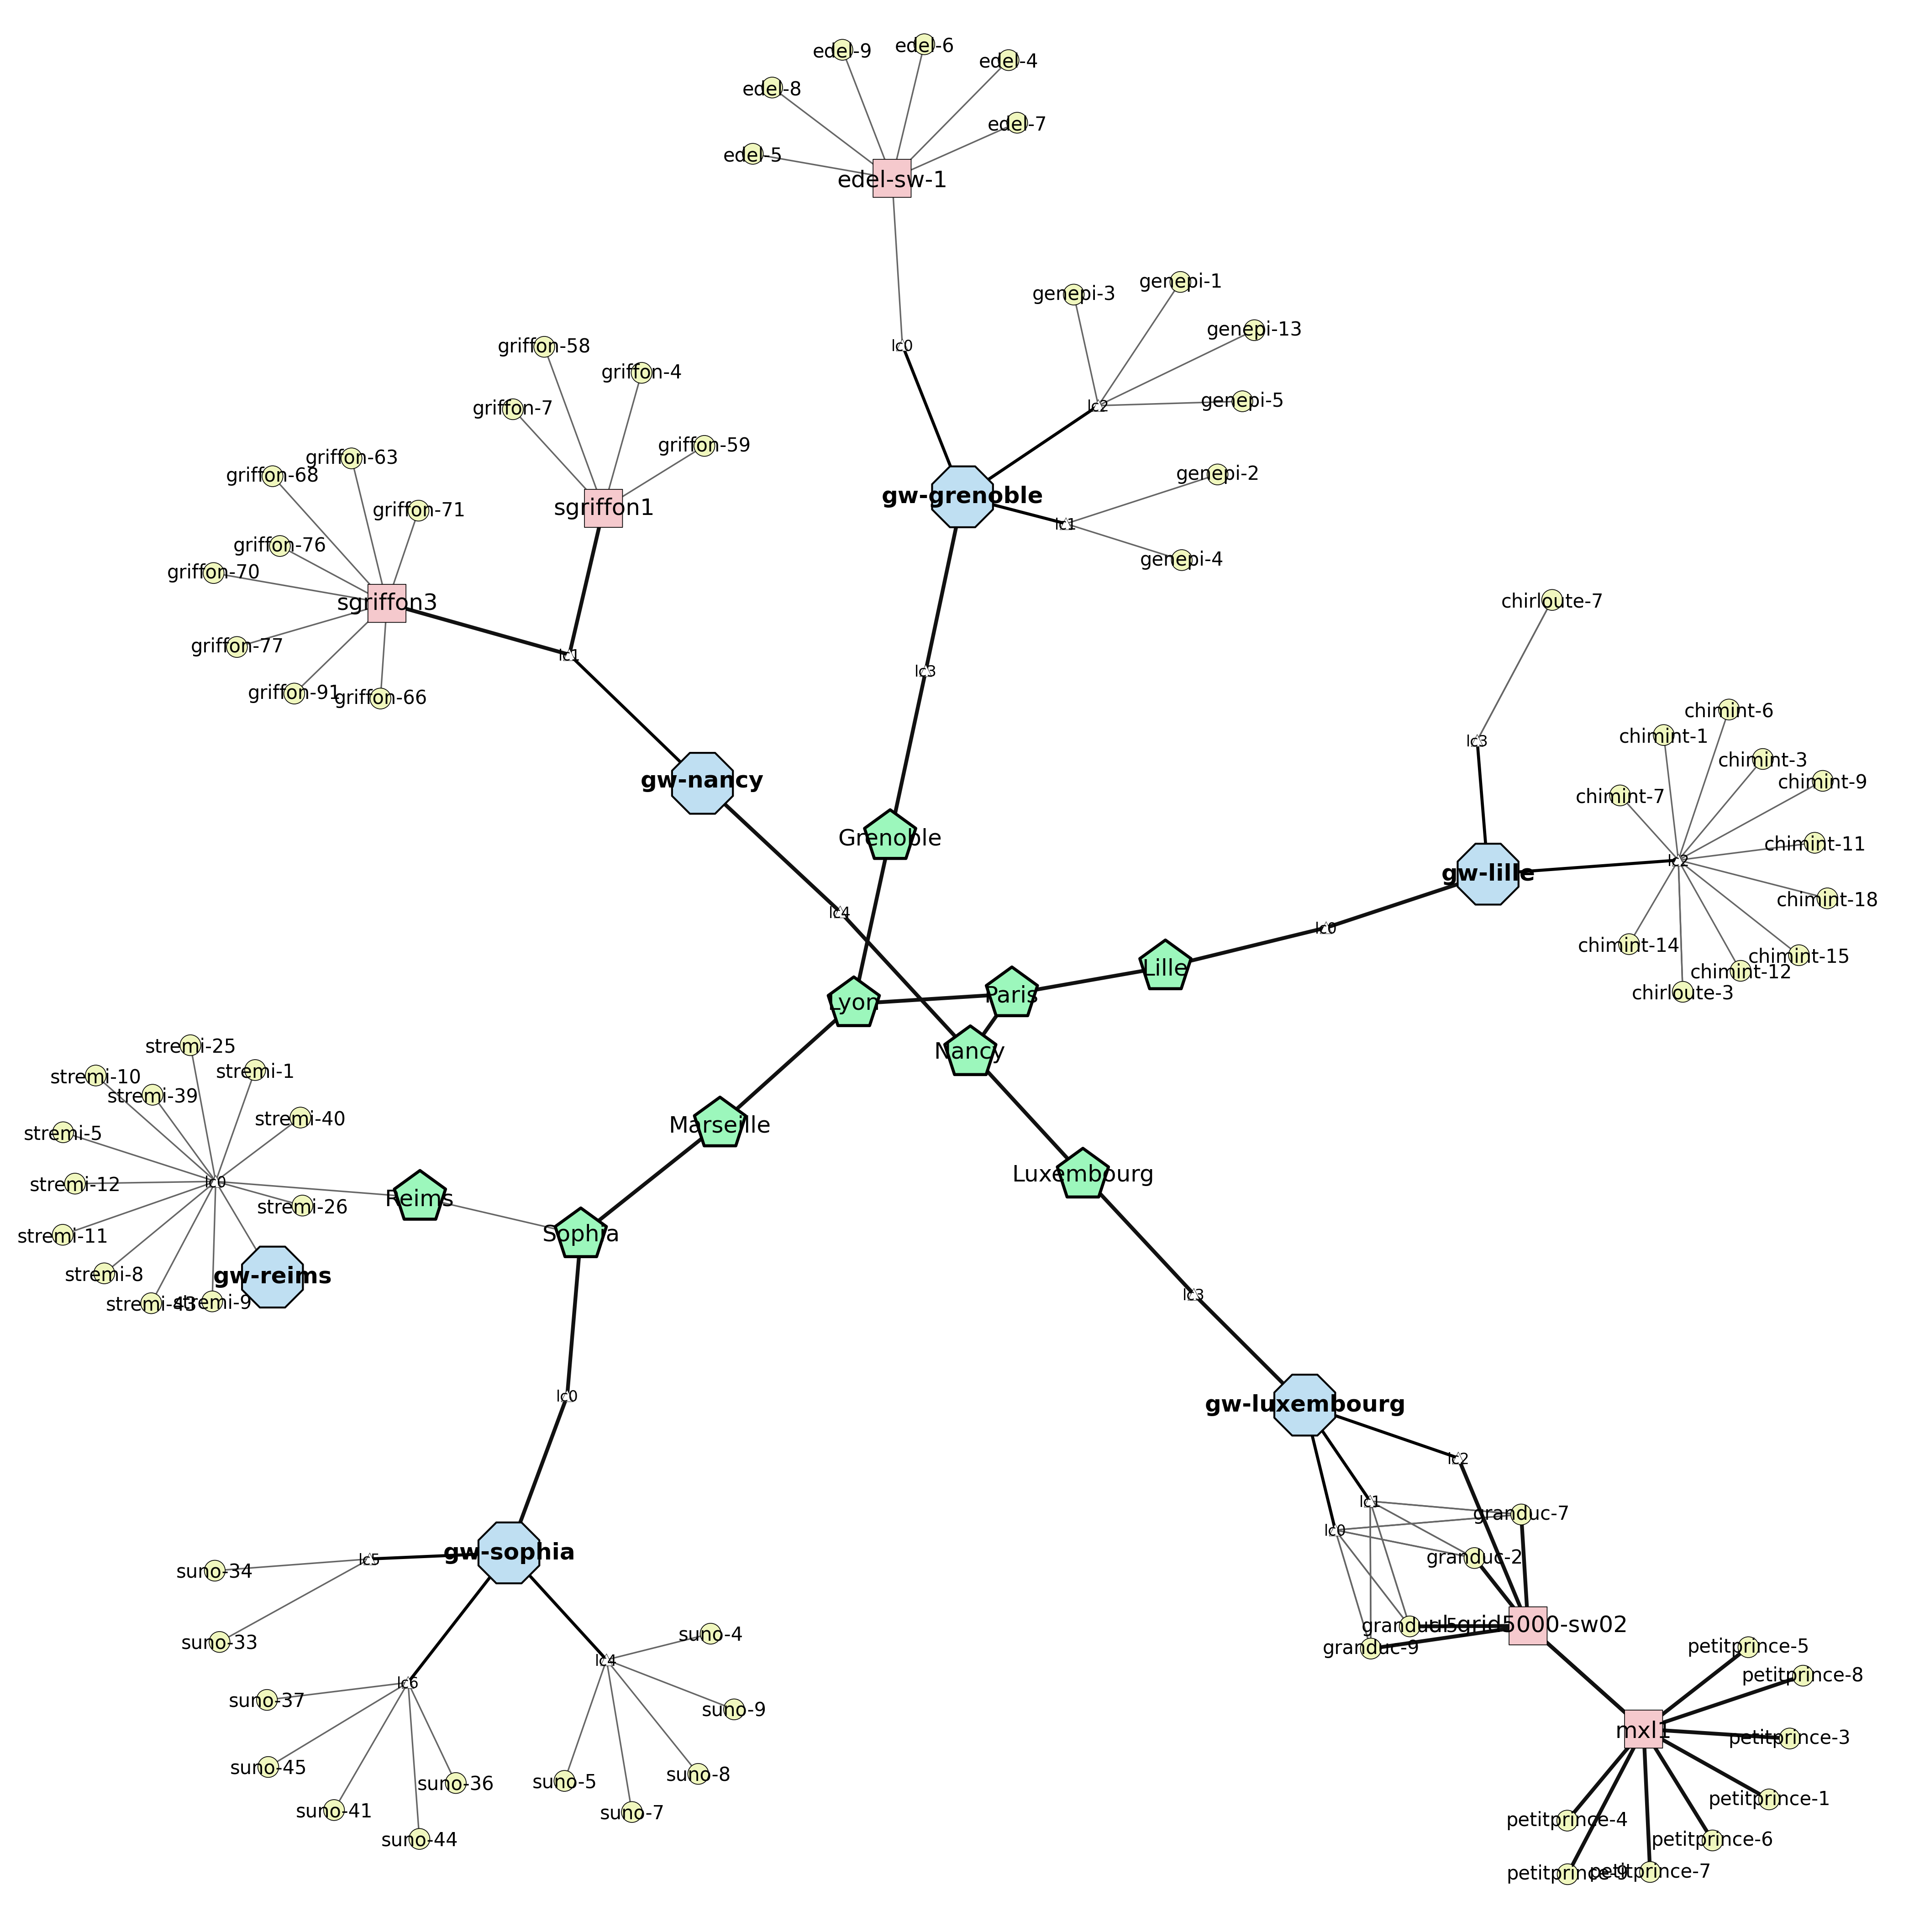 edel-6
edel-9
edel-4
edel-8
edel-7
edel-5
edel-sw-1
genepi-1
genepi-3
genepi-13
lc0
griffon-58
griffon-4
genepi-5
lc2
griffon-7
griffon-59
griffon-63
griffon-68
genepi-2
gw-grenoble
sgriffon1
griffon-71
lc1
griffon-76
genepi-4
griffon-70
chirloute-7
sgriffon3
griffon-77
lc1
lc3
griffon-91
griffon-66
chimint-6
chimint-1
lc3
chimint-3
gw-nancy
chimint-9
chimint-7
Grenoble
chimint-11
lc2
gw-lille
chimint-18
lc4
lc0
chimint-14
chimint-15
Lille
chimint-12
chirloute-3
Paris
Lyon
stremi-25
Nancy
stremi-1
stremi-10
stremi-39
stremi-40
Marseille
stremi-5
Luxembourg
lc0
stremi-12
Reims
stremi-26
Sophia
stremi-11
stremi-8
gw-reims
lc3
stremi-43
stremi-9
lc0
gw-luxembourg
lc2
lc1
granduc-7
lc0
gw-sophia
granduc-2
lc5
suno-34
granduc-5
ul-grid5000-sw02
suno-4
suno-33
granduc-9
petitprince-5
lc4
petitprince-8
lc6
suno-37
suno-9
mxl1
petitprince-3
suno-45
suno-8
suno-5
suno-36
petitprince-1
suno-41
suno-7
petitprince-4
suno-44
petitprince-6
petitprince-9
petitprince-7